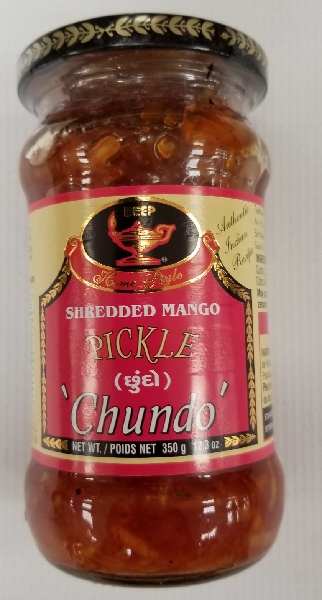 DEEP
®
Home Style
Authentic
Indian
Recipe
SHREDDED MANGO
PICKLE
(છુંદો)
'Chundo'
NET WT. / POIDS NET 350 g 12.3 oz